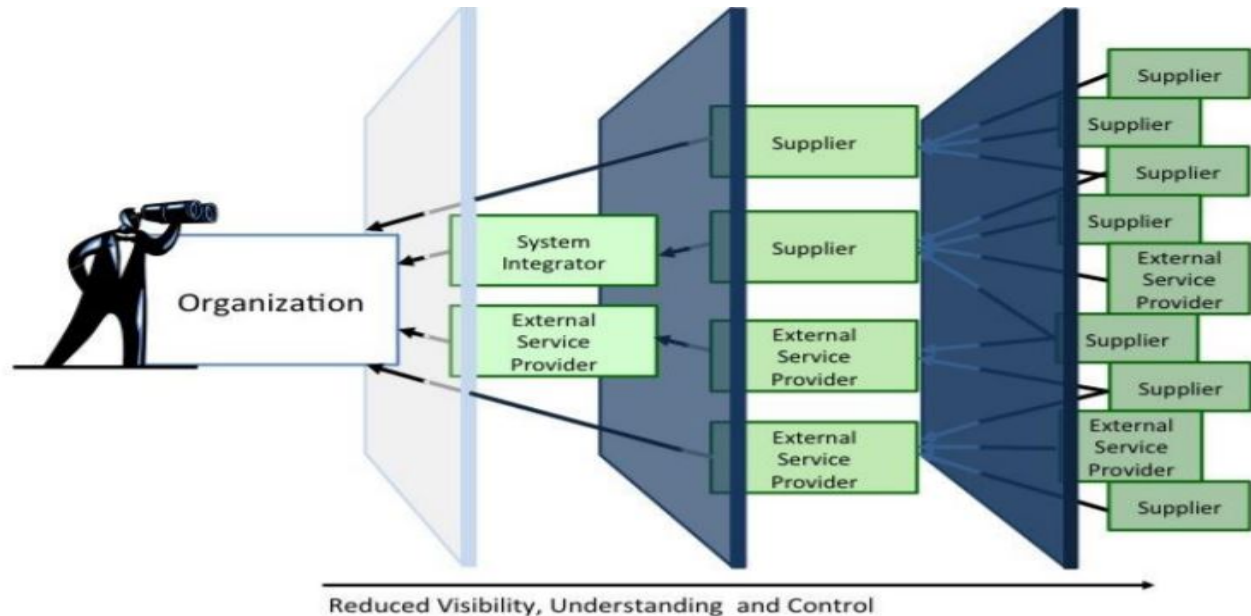 Organization
System
Integrator
External
Service
Provider
Supplier
Supplier
External
Service
Provider
External
Service
Provider
Supplier
Supplier
Supplier
Supplier
External
Service
Provider
Supplier
Supplier
External
Service
Provider
Supplier
Reduced Visibility, Understanding and Control